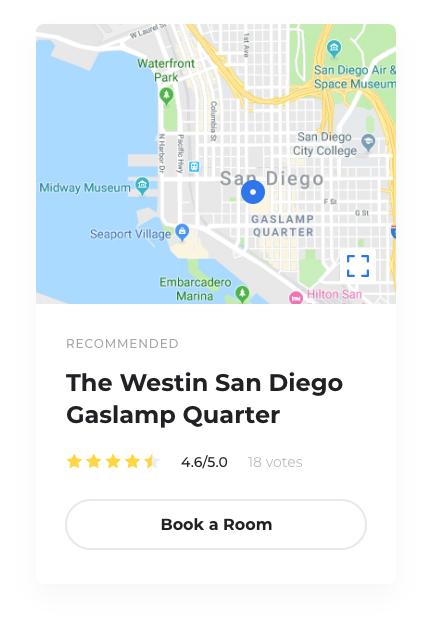 W Laurel St
1st Ave
Waterfront
Park
San Diego Air &
Space Museum
N Harbor Dr
Pacific Hwy
Columbia St
San Diego
City College
San Diego
Midway Museum
F St
G St
GASLAMP
QUARTER
Seaport Village
Embarcadero
Marina
Hilton San
RECOMMENDED
The Westin San Diego
Gaslamp Quarter
4.6/5.0 18 votes
Book a Room